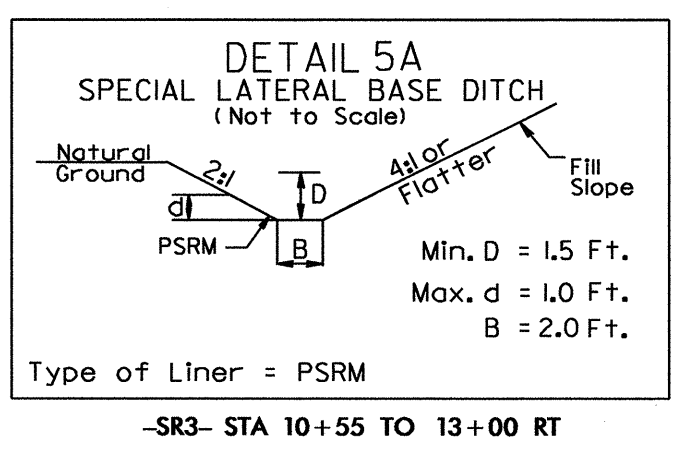 DETAIL 5A
SPECIAL LATERAL BASE DITCH
(Not to Scale)
Natural
Ground
2:1
d
D
4:1 or
Flatter
Fill
Slope
PSRM
B
Min. D = 1.5 Ft.
Max. d = 1.0 Ft.
B = 2.0 Ft.
Type of Liner = PSRM
-SR3- STA 10+55 TO 13+00 RT